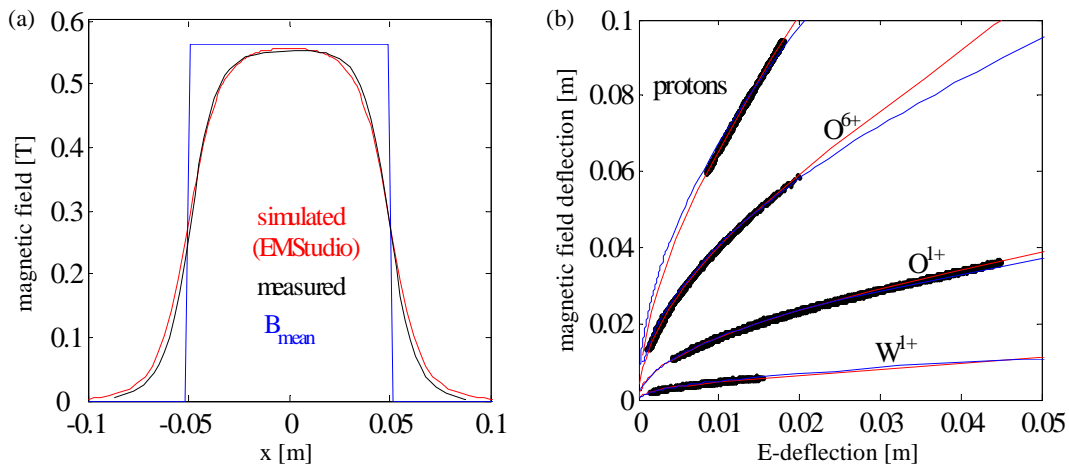 (a)
0.6
0.5
0.4
0.3
0.2
0.1
0
magnetic field [T]
simulated
(EMStudio)
measured
Bmean
-0.1
-0.05
0
0.05
0.1
x [m]
(b)
0.1
0.08
0.06
0.04
0.02
0
magnetic field deflection [m]
protons
O6+
O1+
W1+
0
0.01
0.02
0.03
0.04
0.05
E-deflection [m]